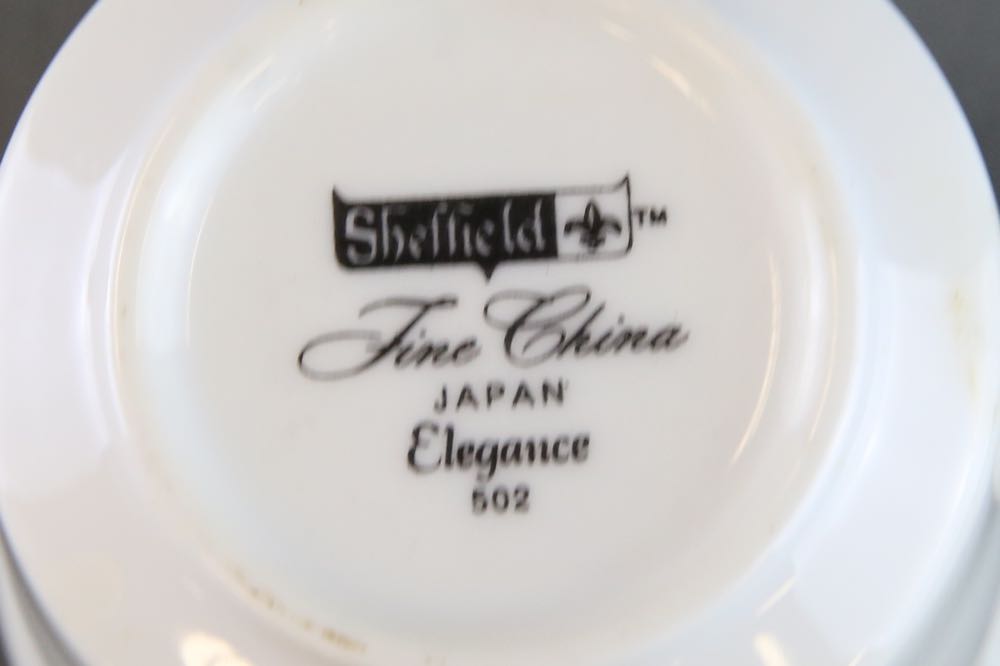 Sheffield TM
Fine China
JAPAN
Elegance
502